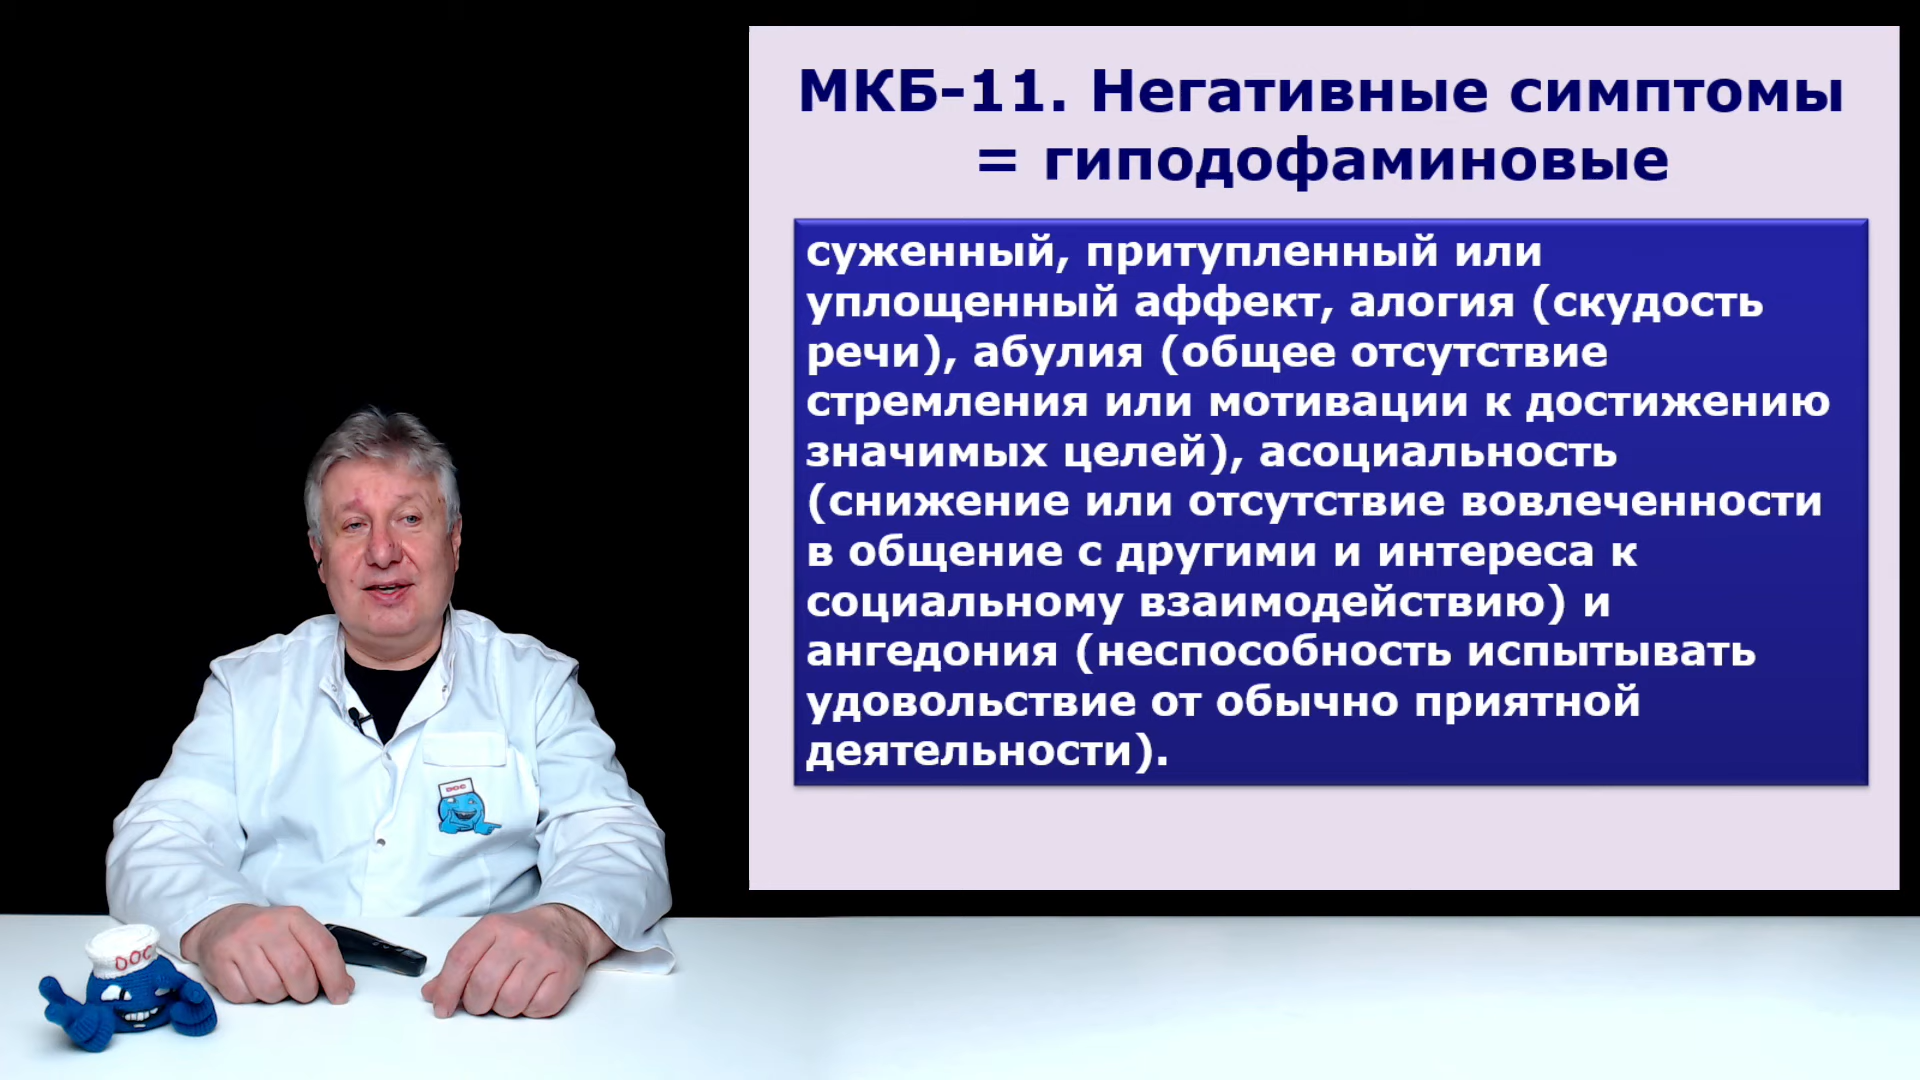 МКБ-11. Негативные симптомы
= гиподофаминовые
суженный, притупленный или
уплощенный аффект, алогия (скудость
речи), абулия (общее отсутствие
стремления или мотивации к достижению
значимых целей), асоциальность
(снижение или отсутствие вовлеченности
в общение с другими и интереса к
социальному взаимодействию) и
ангедония (неспособность испытывать
удовольствие от обычно приятной
деятельности).
DOC
DOC